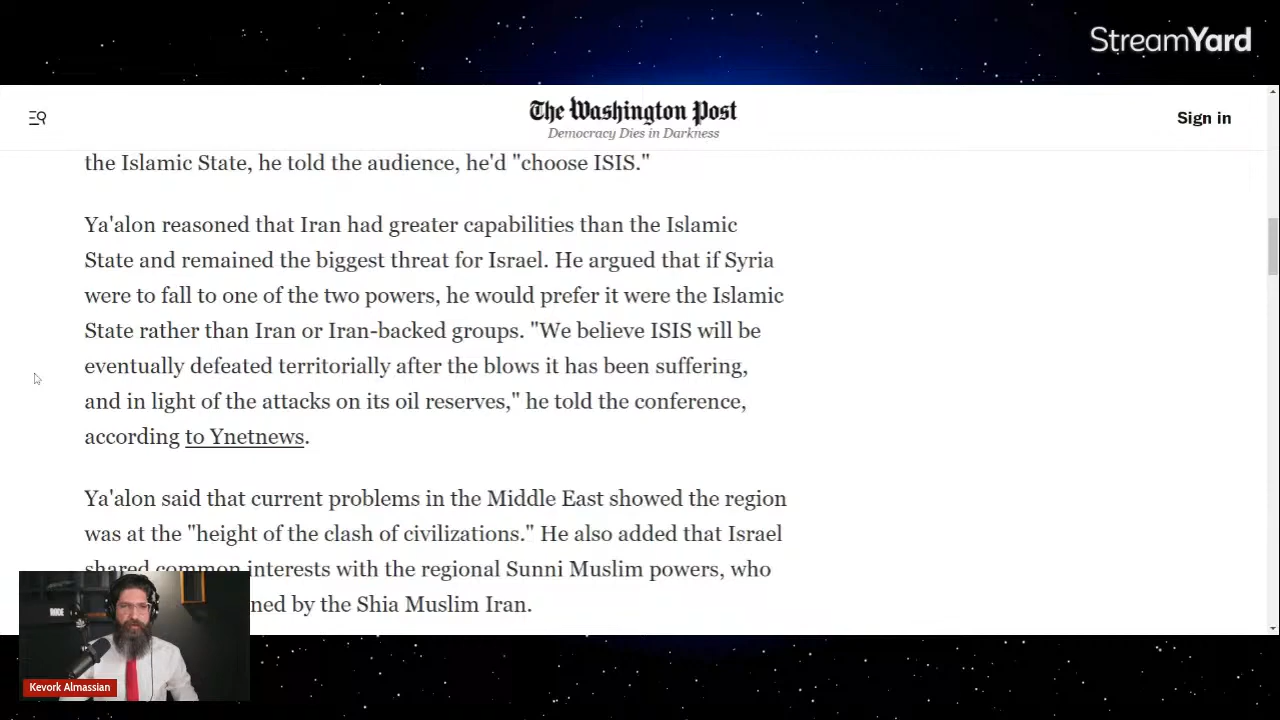 StreamYard
The Washington Post
Democracy Dies in Darkness
Sign in
the Islamic State, he told the audience, he'd "choose ISIS."
Ya'alon reasoned that Iran had greater capabilities than the Islamic
State and remained the biggest threat for Israel. He argued that if Syria
were to fall to one of the two powers, he would prefer it were the Islamic
State rather than Iran or Iran-backed groups. "We believe ISIS will be
eventually defeated territorially after the blows it has been suffering,
and in light of the attacks on its oil reserves," he told the conference,
according to Ynetnews.
Ya'alon said that current problems in the Middle East showed the region
was at the "height of the clash of civilizations." He also added that Israel
shared common interests with the regional Sunni Muslim powers, who
ned by the Shia Muslim Iran.
RODE
Kevork Almassian